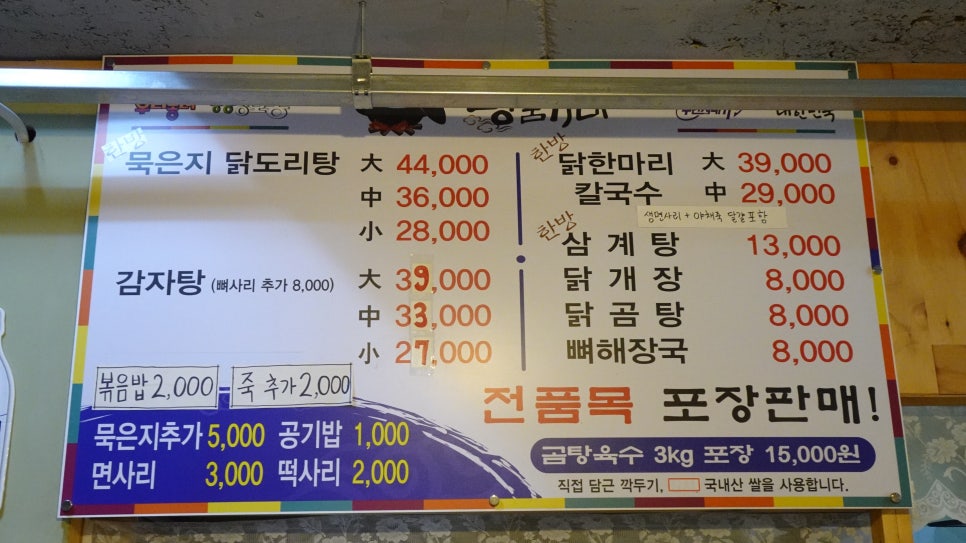 한방
묵은지 닭도리탕 大 44,000
中 36,000
小 28,000
감자탕 (뼈사리 추가 8,000) 大 39,000
中 33,000
小 27,000
볶음밥 2,000
죽 추가 2,000
묵은지추가 5,000 공기밥 1,000
면사리 3,000 떡사리 2,000
한방
닭한마리 大 39,000
칼국수 中 29,000
생면사리 + 야채죽 달걀 포함
한방
삼계탕 13,000
닭개장 8,000
닭곰탕 8,000
뼈해장국 8,000
전품목 포장판매!
곰탕육수 3kg 포장 15,000원
직접 담근 깍두기, 국내산 쌀을 사용합니다.